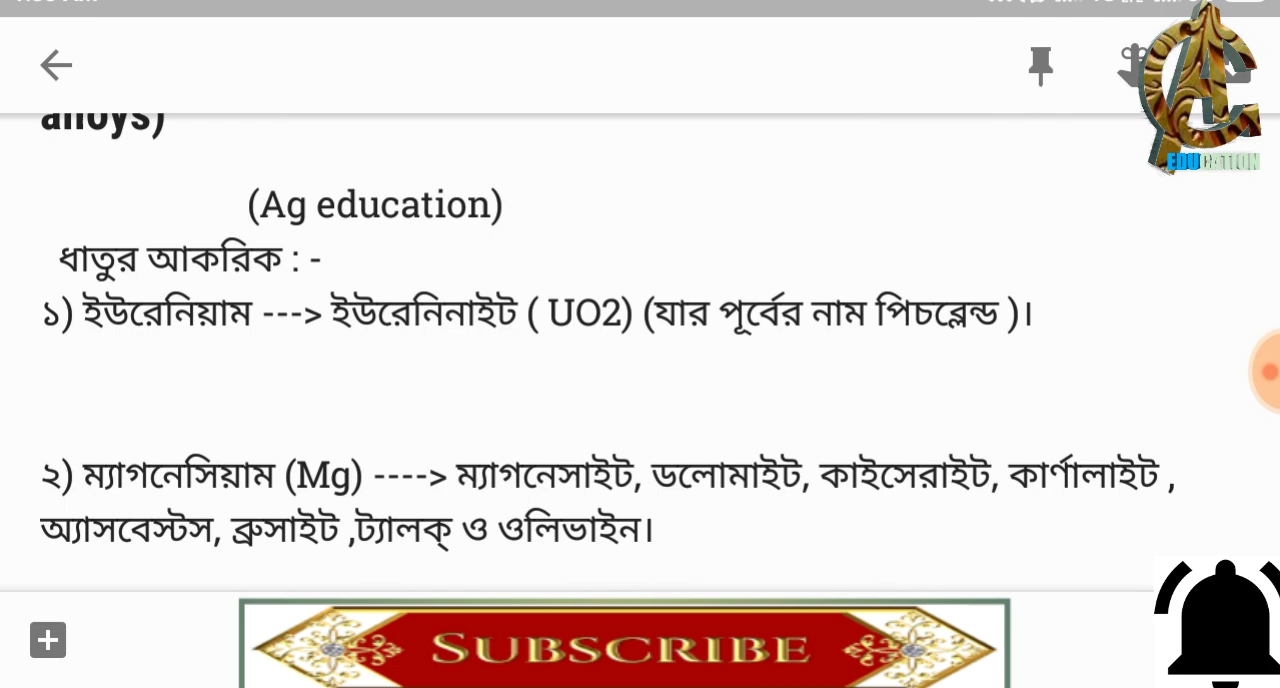 alloys)
EDUCATION
(Ag education)
ধাতুর আকরিক : -
১) ইউরেনিয়াম ---> ইউরেনিনাইট ( UO2) (যার পূর্বের নাম পিচব্লেন্ড )।
২) ম্যাগনেসিয়াম (Mg) ----> ম্যাগনেসাইট, ডলোমাইট, কাইসেরাইট, কার্ণালাইট ,
অ্যাসবেস্টস, ব্রুসাইট ,ট্যালক্ ও ওলিভাইন।
SUBSCRIBE